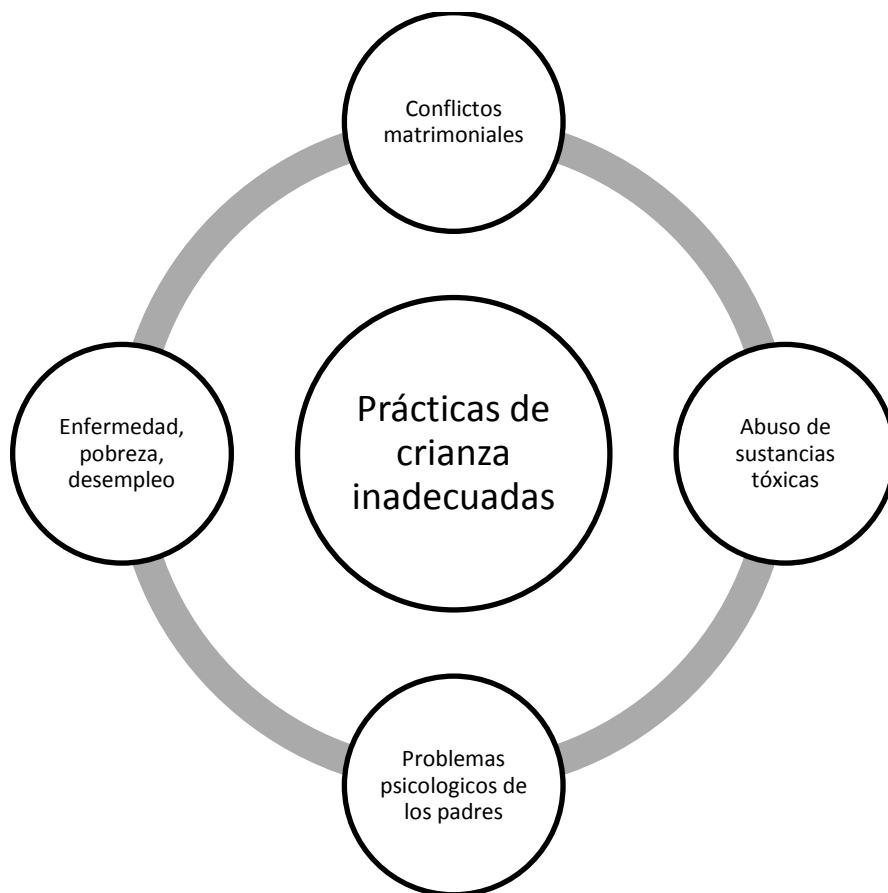 Conflictos
matrimoniales
Enfermedad,
pobreza,
desempleo
Prácticas de
crianza
inadecuadas
Abuso de
sustancias
tóxicas
Problemas
psicologicos de
los padres